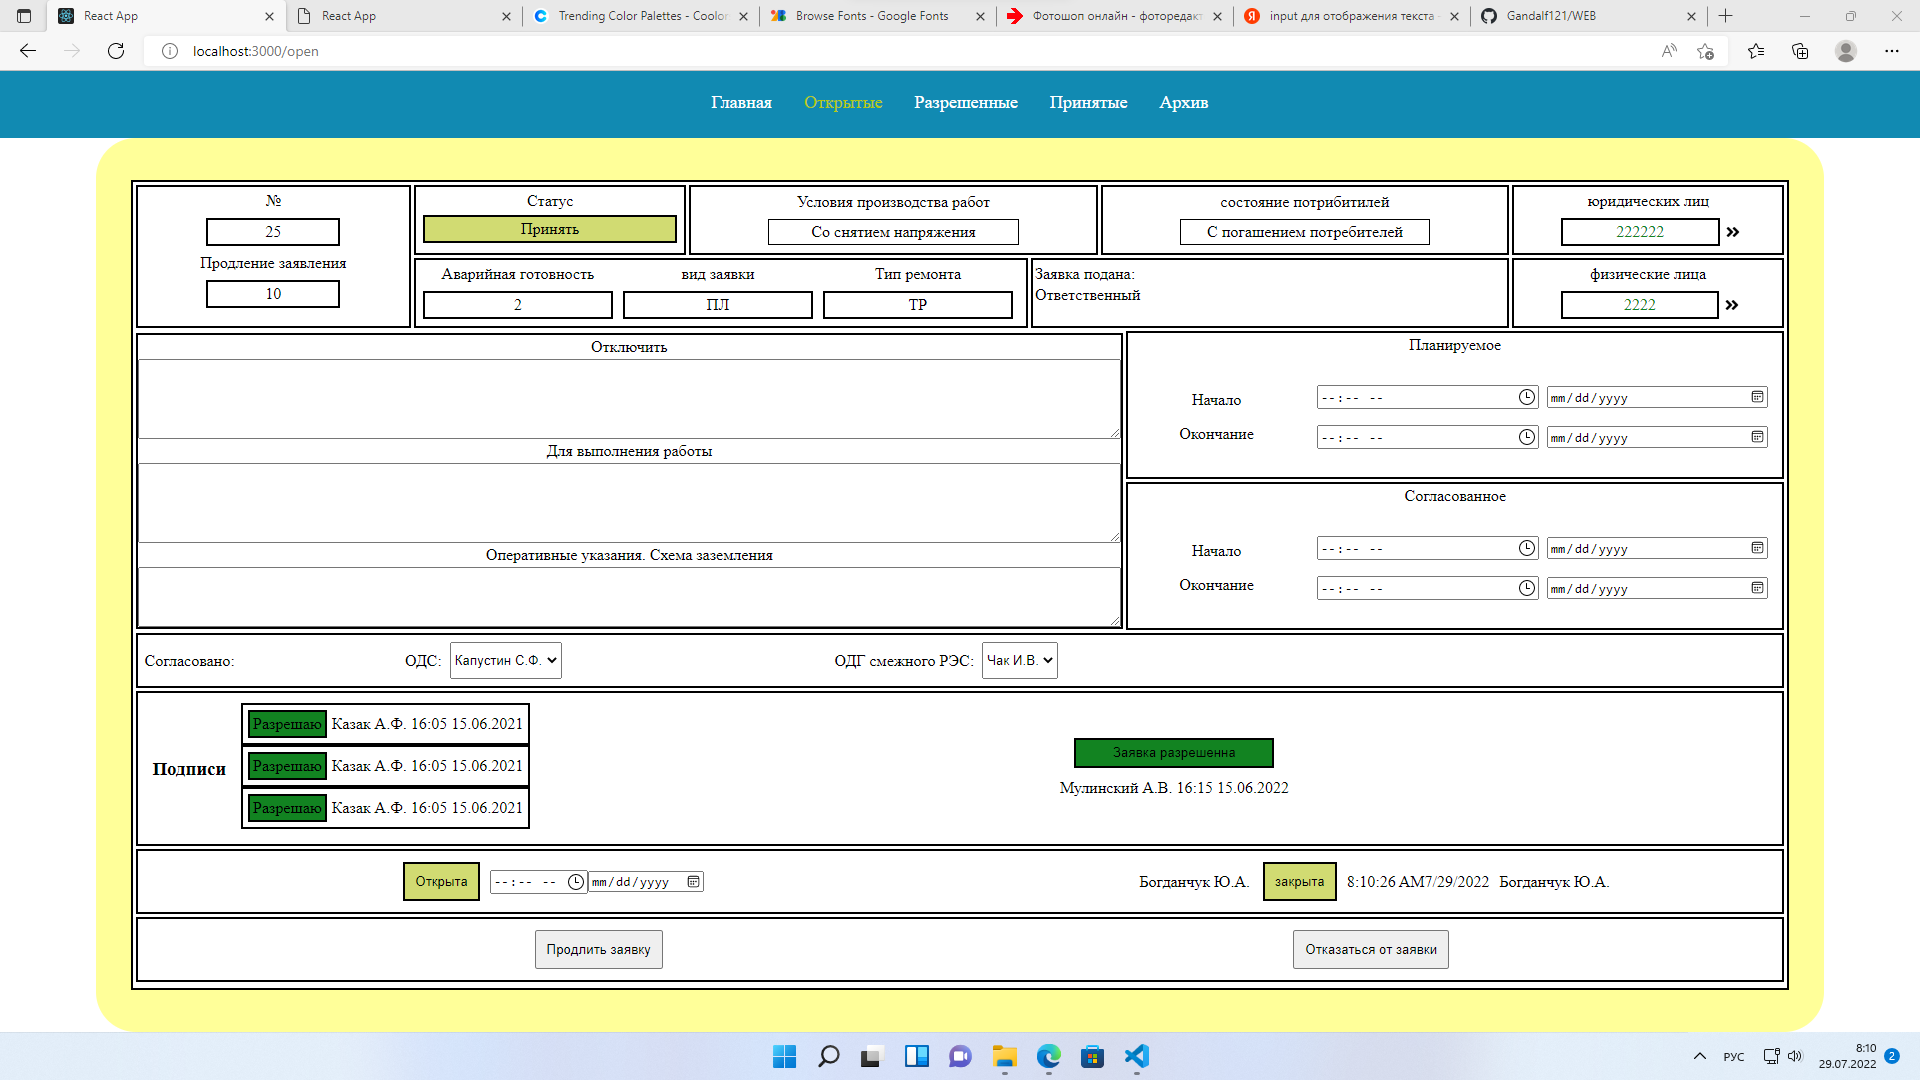 React App
React App
Trending Color Palettes - Coolor
Browse Fonts - Google Fonts
Фотошоп онлайн - фоторедакт
input для отображения текста -
Gandalf121/WEB
localhost:3000/open
Главная Открытые Разрешенные Принятые Архив
№
25
Продление заявления
10
Статус
Принять
Условия производства работ
Со снятием напряжения
состояние потрибитилей
С погашением потребителей
юридических лиц
222222
Аварийная готовность
2
вид заявки
ПЛ
Тип ремонта
ТР
Заявка подана:
Ответственный
физические лица
2222
Отключить
Для выполнения работы
Оперативные указания. Схема заземления
Планируемое
Начало --:-- -- mm/dd/yyyy
Окончание --:-- -- mm/dd/yyyy
Согласованное
Начало --:-- -- mm/dd/yyyy
Окончание --:-- -- mm/dd/yyyy
Согласовано: ОДС: Капустин С.Ф. ОДГ смежного РЭС: Чак И.В.
Подписи
Разрешаю Казак А.Ф. 16:05 15.06.2021
Разрешаю Казак А.Ф. 16:05 15.06.2021
Разрешаю Казак А.Ф. 16:05 15.06.2021
Заявка разрешенна
Мулинский А.В. 16:15 15.06.2022
Открыта --:-- -- mm/dd/yyyy Богданчук Ю.А. закрыта 8:10:26 AM7/29/2022 Богданчук Ю.А.
Продлить заявку Отказаться от заявки
РУС
8:10
29.07.2022
2